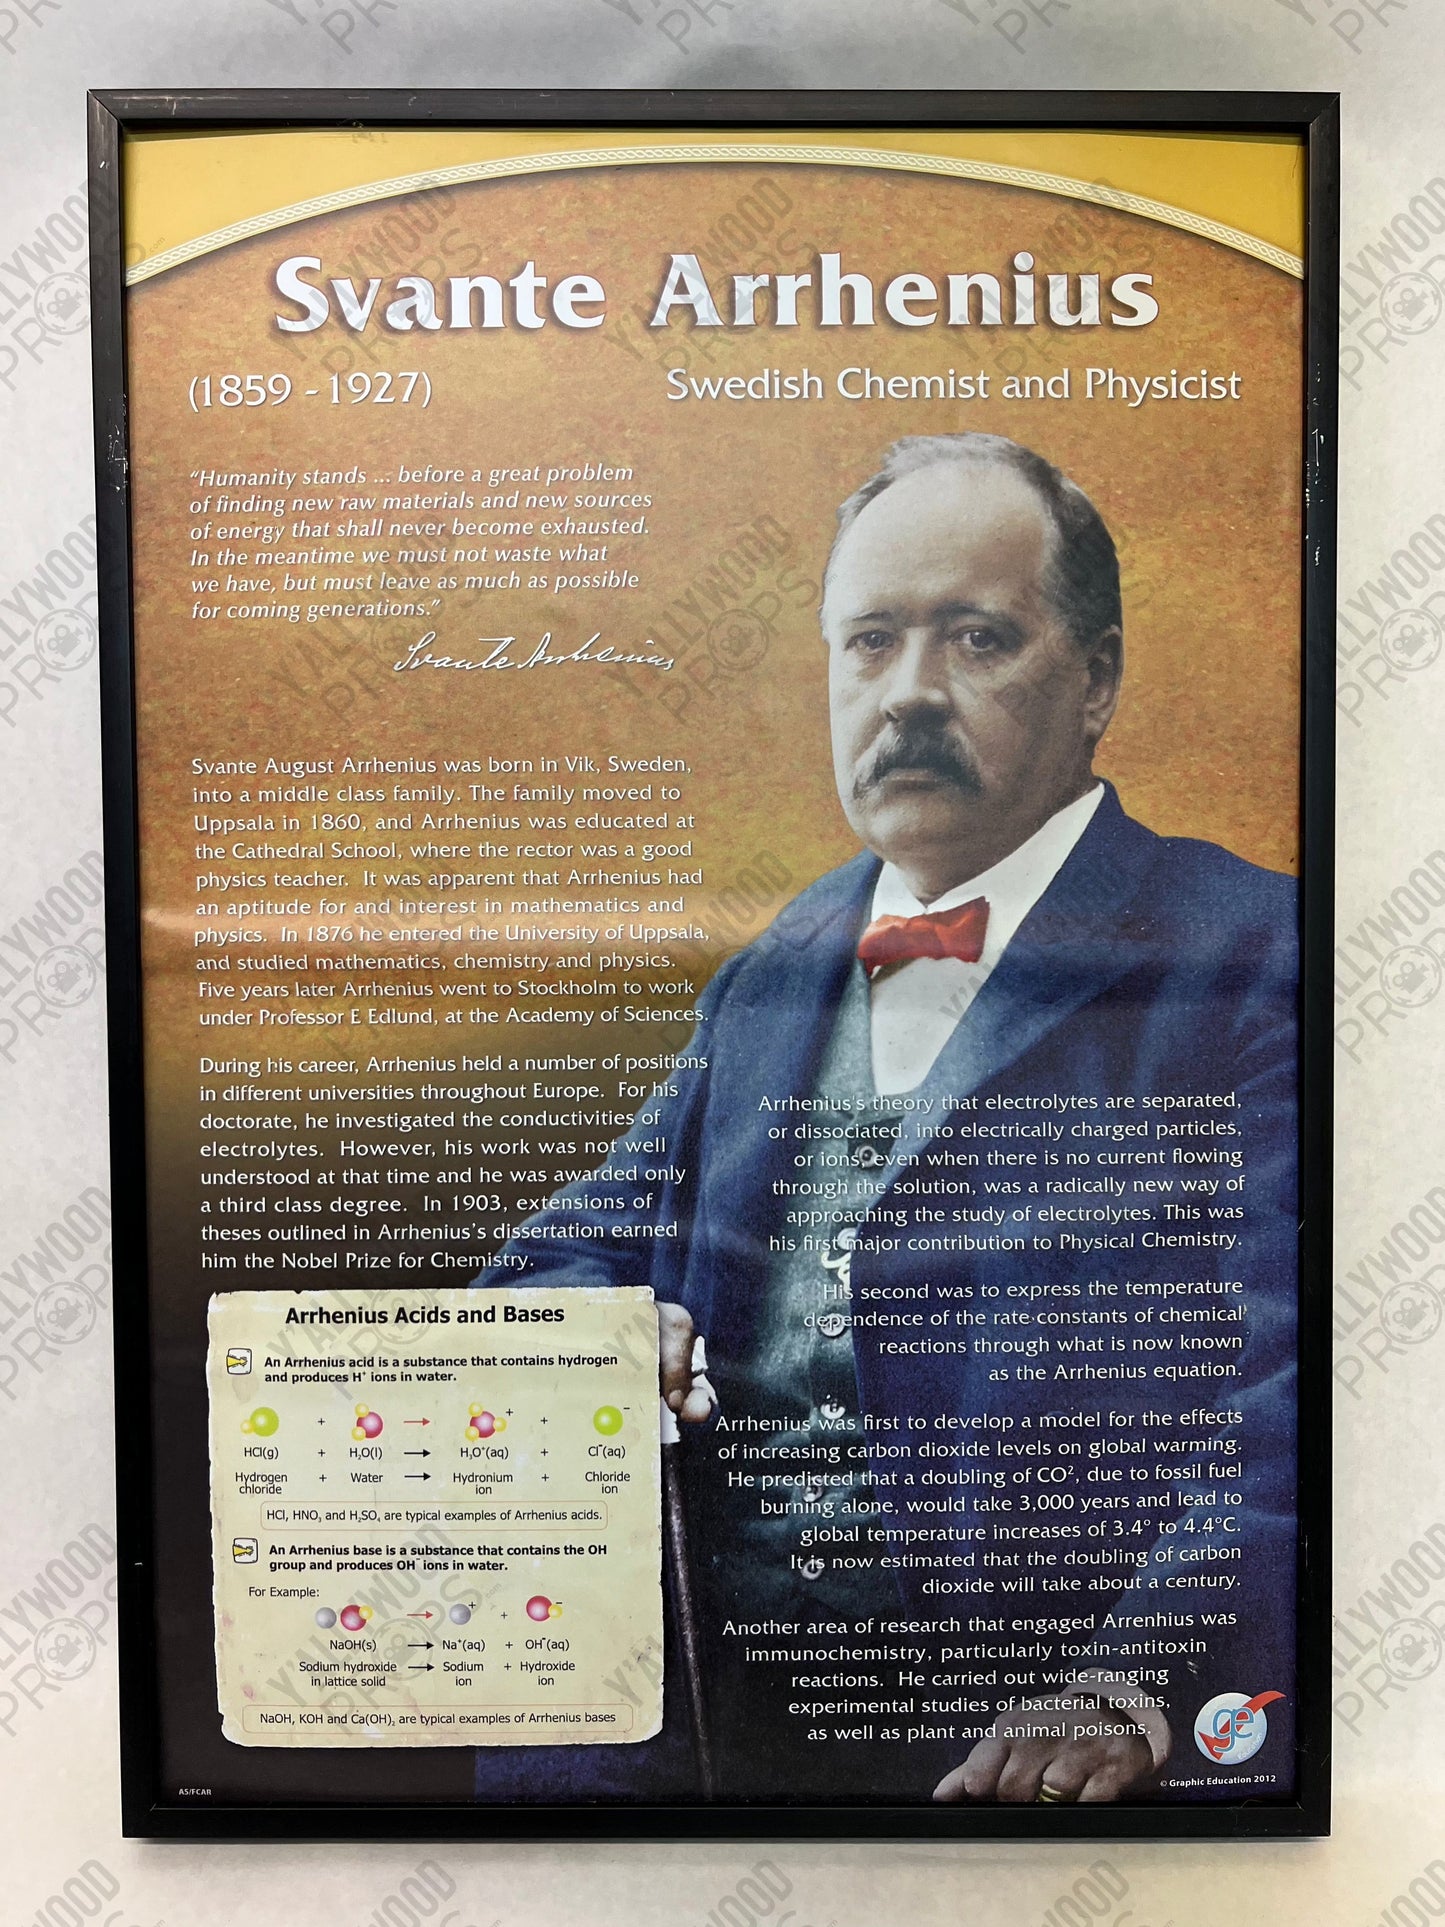 Svante Arrhenius
(1859 - 1927)
Swedish Chemist and Physicist
“Humanity stands ... before a great problem
of finding new raw materials and new sources
of energy that shall never become exhausted.
In the meantime we must not waste what
we have, but must leave as much as possible
for coming generations.”
Svante Arrhenius
Svante August Arrhenius was born in Vik, Sweden,
into a middle class family. The family moved to
Uppsala in 1860, and Arrhenius was educated at
the Cathedral School, where the rector was a good
physics teacher. It was apparent that Arrhenius had
an aptitude for and interest in mathematics and
physics. In 1876 he entered the University of Uppsala,
and studied mathematics, chemistry and physics.
Five years later Arrhenius went to Stockholm to work
under Professor E Edlund, at the Academy of Sciences.
During his career, Arrhenius held a number of positions
in different universities throughout Europe. For his
doctorate, he investigated the conductivities of
electrolytes. However, his work was not well
understood at that time and he was awarded only
a third class degree. In 1903, extensions of
theses outlined in Arrhenius's dissertation earned
him the Nobel Prize for Chemistry.
Arrhenius's theory that electrolytes are separated,
or dissociated, into electrically charged particles,
or ions, even when there is no current flowing
through the solution, was a radically new way of
approaching the study of electrolytes. This was
his first major contribution to Physical Chemistry.
His second was to express the temperature
dependence of the rate constants of chemical
reactions through what is now known
as the Arrhenius equation.
Arrhenius was first to develop a model for the effects
of increasing carbon dioxide levels on global warming.
He predicted that a doubling of CO², due to fossil fuel
burning alone, would take 3,000 years and lead to
global temperature increases of 3.4° to 4.4°C.
It is now estimated that the doubling of carbon
dioxide will take about a century.
Another area of research that engaged Arrenhius was
immunochemistry, particularly toxin-antitoxin
reactions. He carried out wide-ranging
experimental studies of bacterial toxins,
as well as plant and animal poisons.
Arrhenius Acids and Bases
An Arrhenius acid is a substance that contains hydrogen
and produces H⁺ ions in water.
+ → + +
HCl(g) + H₂O(l) → H₃O⁺(aq) + Cl⁻(aq)
Hydrogen + Water → Hydronium + Chloride
chloride ion ion
HCl, HNO₃ and H₂SO₄ are typical examples of Arrhenius acids.
An Arrhenius base is a substance that contains the OH
group and produces OH⁻ ions in water.
For Example:
→ + + −
NaOH(s) → Na⁺(aq) + OH⁻(aq)
Sodium hydroxide → Sodium + Hydroxide
in lattice solid ion ion
NaOH, KOH and Ca(OH)₂ are typical examples of Arrhenius bases
AS/FCAR
ge
Education
© Graphic Education 2012
Y'ALLYWOOD
PROPS
.com